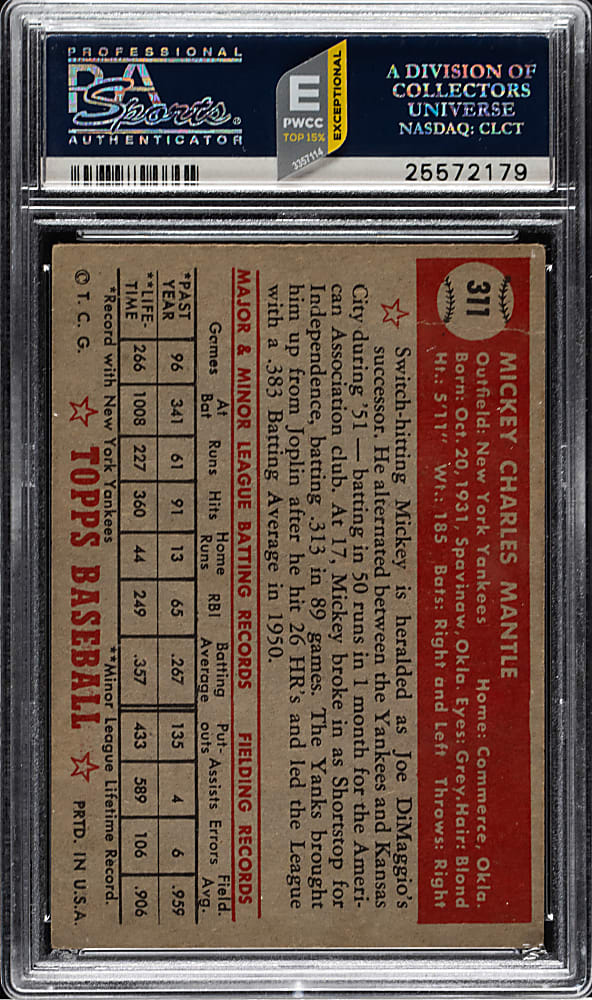 PROFESSIONAL
PSA
Sports®
AUTHENTICATOR
E
PWCC
TOP 15%
EXCEPTIONAL
3357114
A DIVISION OF
COLLECTORS
UNIVERSE
NASDAQ: CLCT
25572179
311
MICKEY CHARLES MANTLE
Outfield: New York Yankees Home: Commerce, Okla.
Born: Oct. 20, 1931, Spavinaw, Okla. Eyes: Grey. Hair: Blond
Ht.: 5'11" Wt.: 185 Bats: Right and Left Throws: Right
Switch-hitting Mickey is heralded as Joe DiMaggio's
successor. He alternated between the Yankees and Kansas
City during '51 — batting in 50 runs in 1 month for the Ameri-
can Association club. At 17, Mickey broke in as Shortstop for
Independence, batting .313 in 89 games. The Yanks brought
him up from Joplin after he hit 26 HR's and led the League
with a .383 Batting Average in 1950.
MAJOR & MINOR LEAGUE BATTING RECORDS FIELDING RECORDS
Games At Bat Runs Hits Home Runs RBI Batting Average Put-outs Assists Errors Field. Avg.
*PAST YEAR 96 341 61 91 13 65 .267 135 4 6 .959
**LIFE-TIME 266 1008 227 360 44 249 .357 433 589 106 .906
*Record with New York Yankees **Minor League Lifetime Record.
© T. C. G. TOPPS BASEBALL PRTD. IN U.S.A.